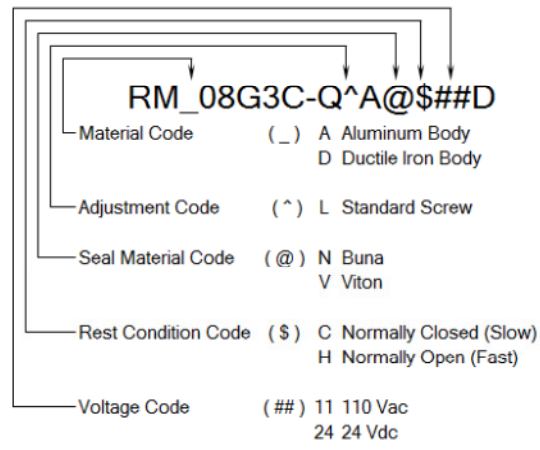 RM_08G3C-Q^A@$##D
Material Code (_) A Aluminum Body
D Ductile Iron Body
Adjustment Code (^) L Standard Screw
Seal Material Code (@) N Buna
V Viton
Rest Condition Code ($) C Normally Closed (Slow)
H Normally Open (Fast)
Voltage Code (##) 11 110 Vac
24 24 Vdc